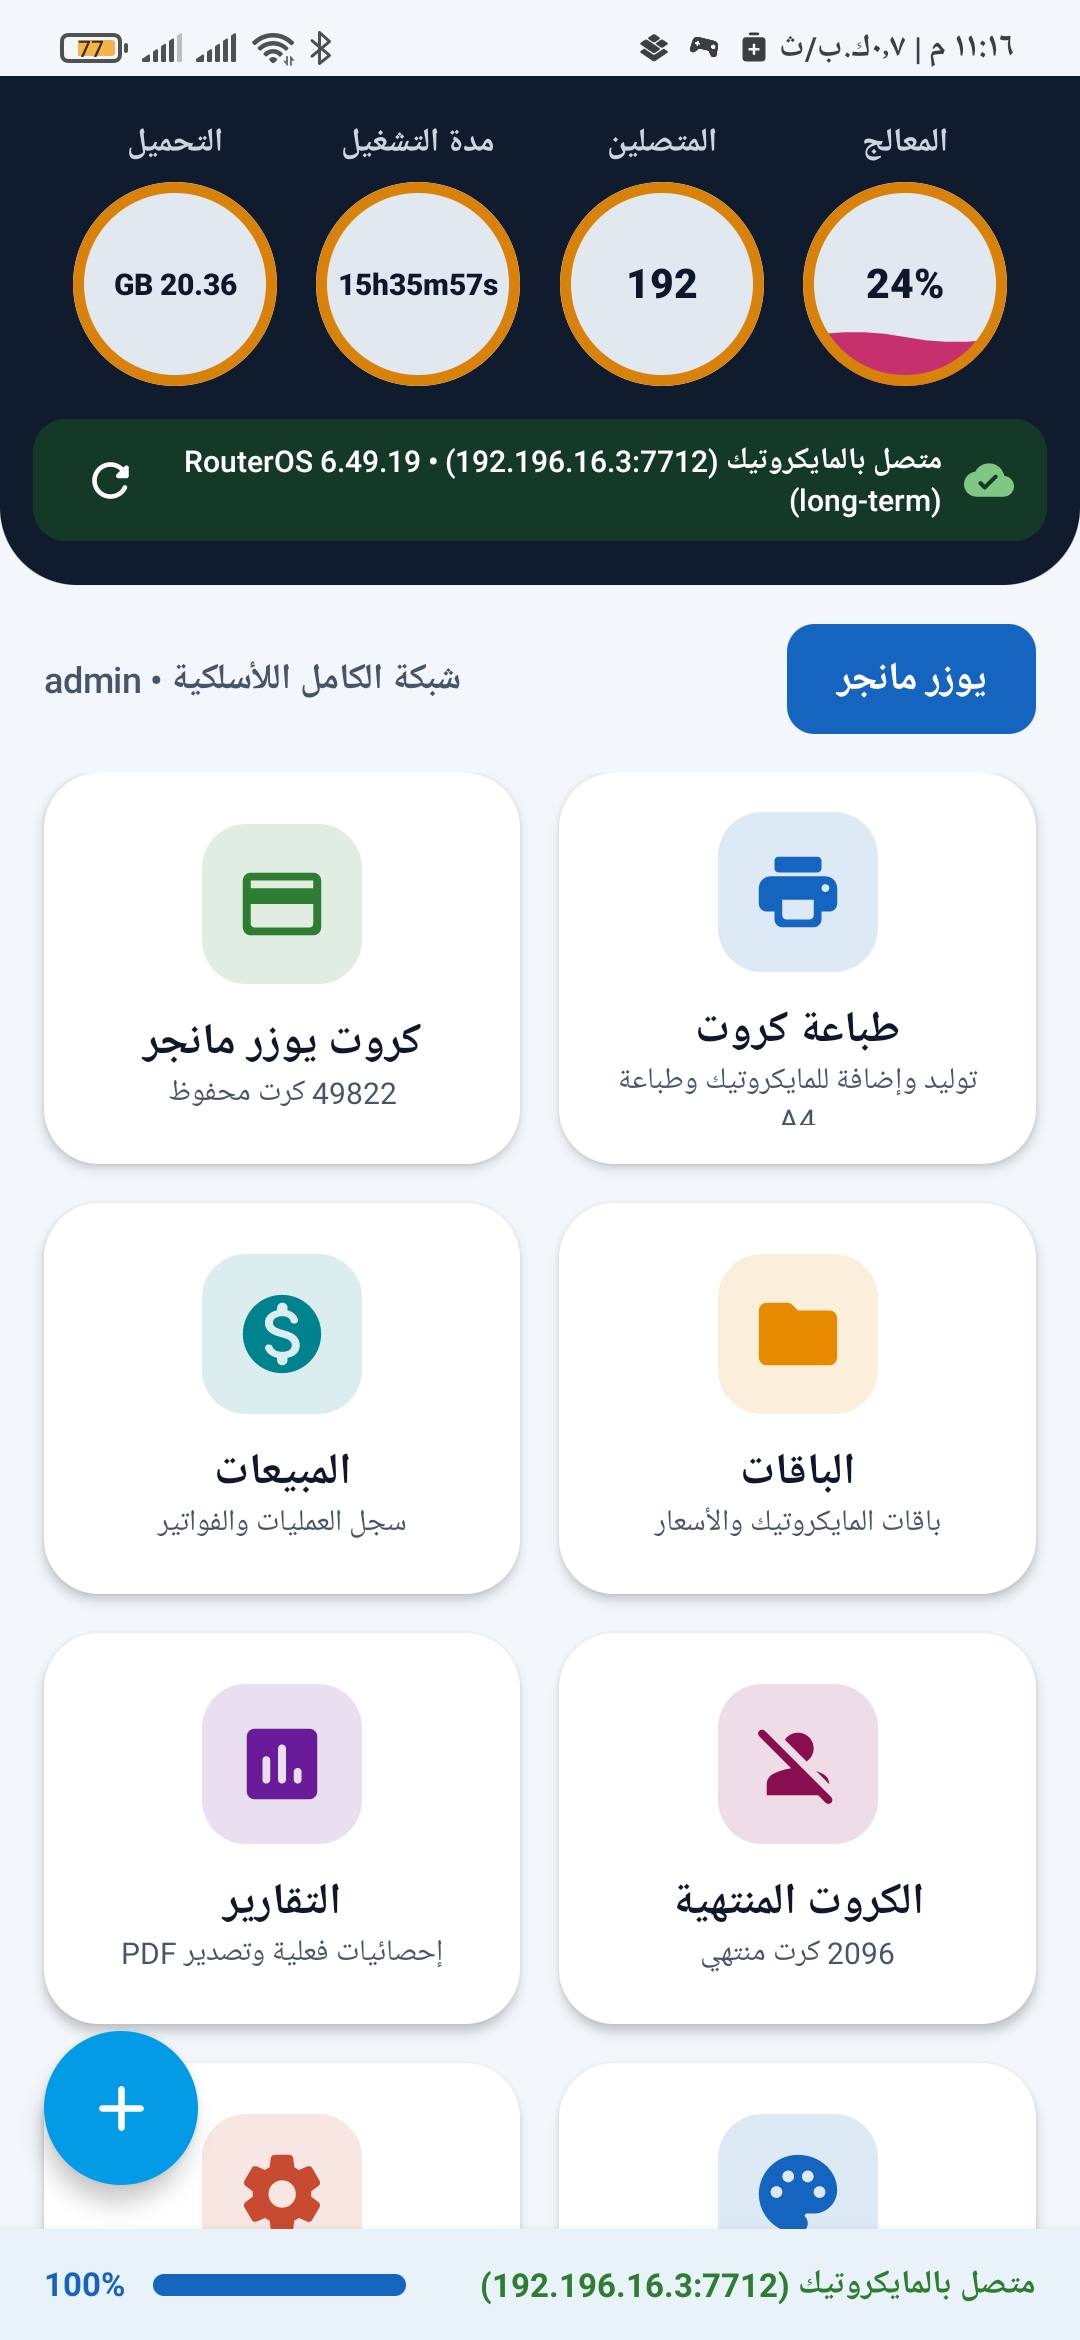 ١١:١٦ م | ٠٫٧ك.ب/ث
77
المعالج
المتصلين
مدة التشغيل
التحميل
24%
192
15h35m57s
GB 20.36
متصل بالمايكروتيك (192.196.16.3:7712) • RouterOS 6.49.19
(long-term)
يوزر مانجر
شبكة الكامل اللأسلكية • admin
طباعة كروت
توليد وإضافة للمايكروتيك وطباعة
A4
كروت يوزر مانجر
49822 كرت محفوظ
الباقات
باقات المايكروتيك والأسعار
المبيعات
سجل العمليات والفواتير
الكروت المنتهية
2096 كرت منتهي
التقارير
إحصائيات فعلية وتصدير PDF
متصل بالمايكروتيك (192.196.16.3:7712)
100%